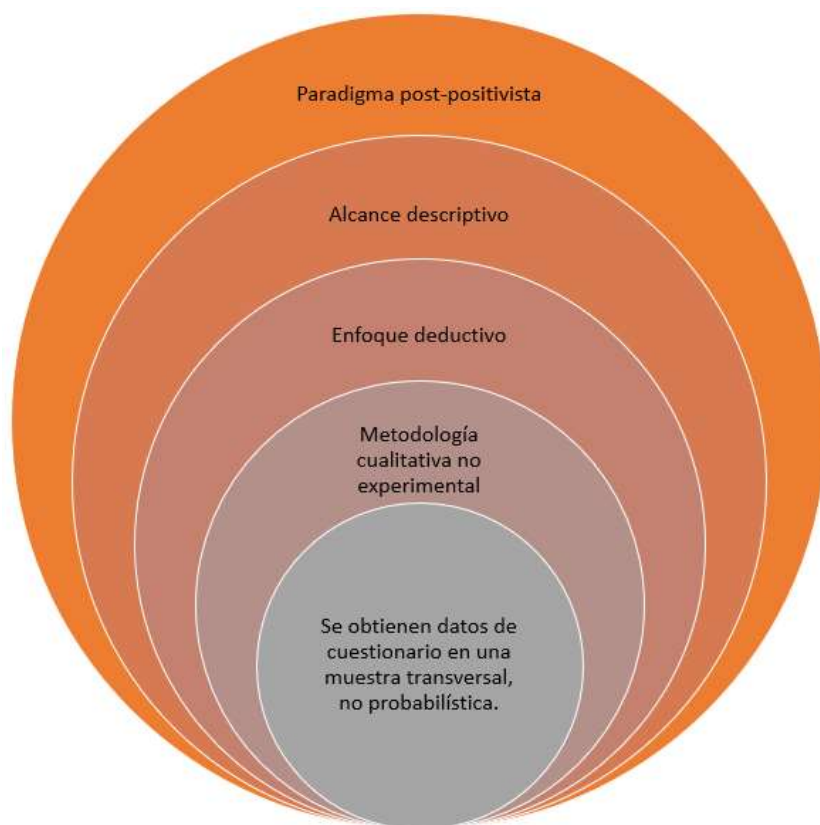 Paradigma post-positivista
Alcance descriptivo
Enfoque deductivo
Metodología
cualitativa no
experimental
Se obtienen datos de
cuestionario en una
muestra transversal,
no probabilística.